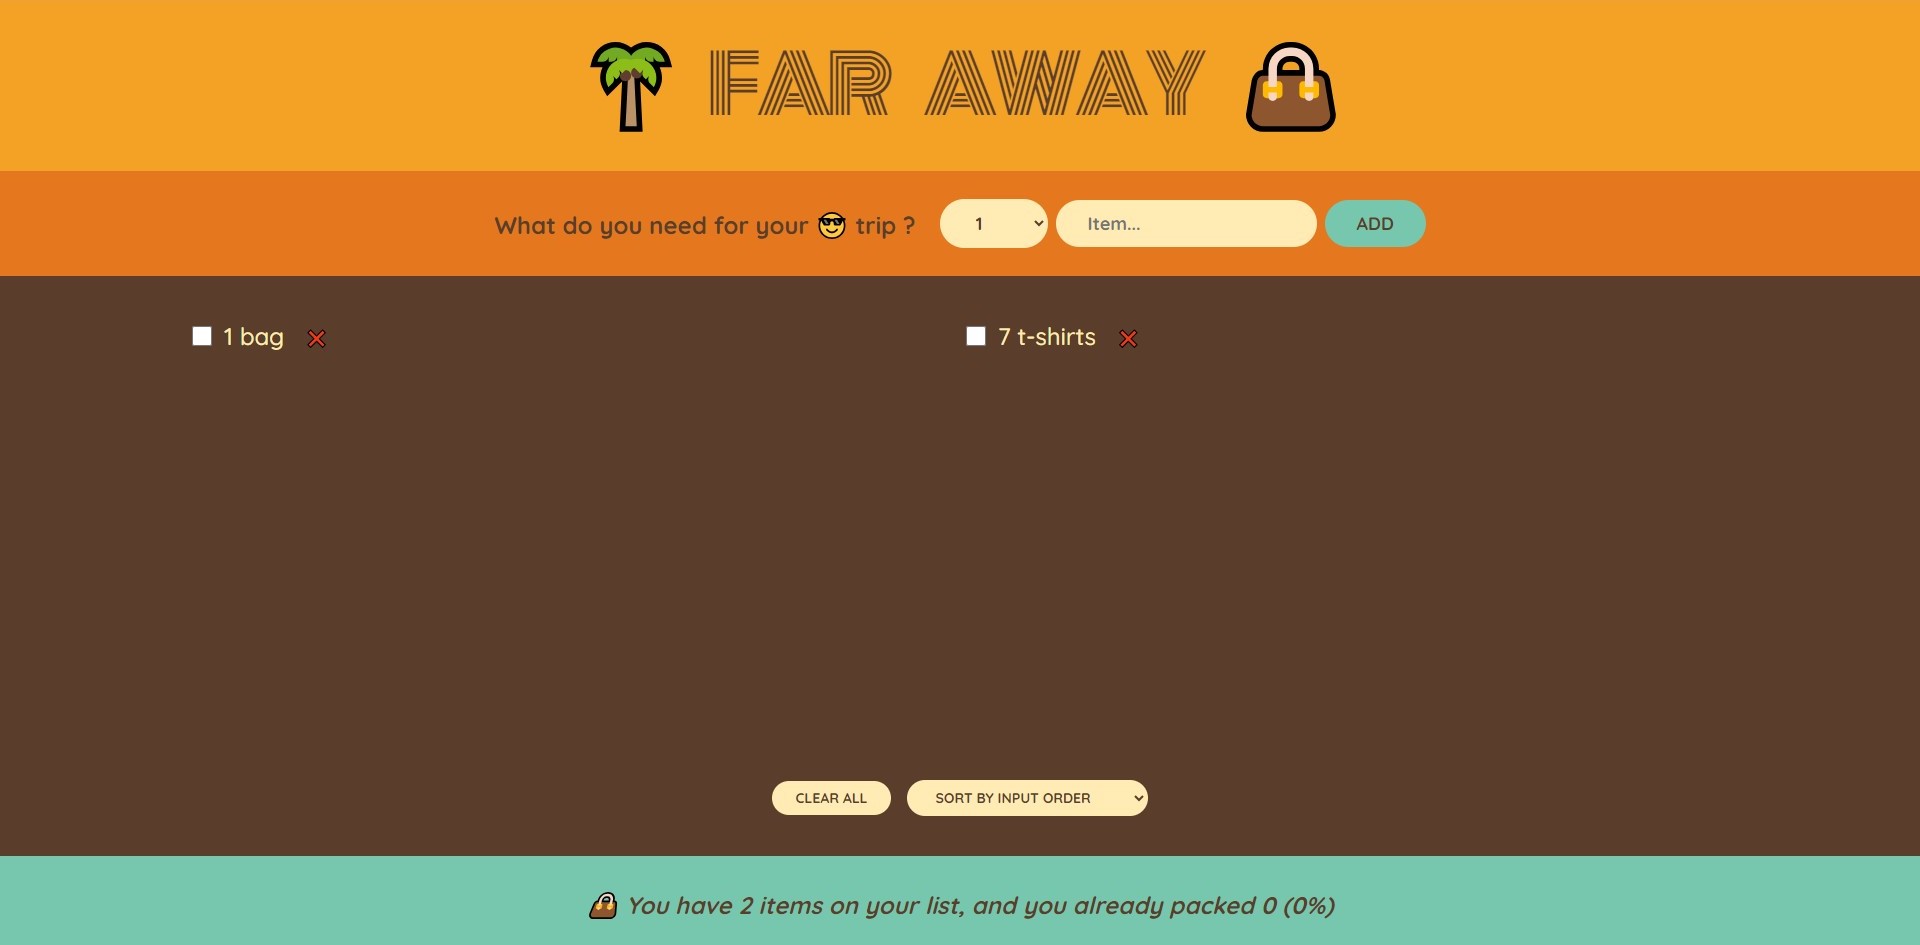 FAR AWAY
What do you need for your 😎 trip ?
1
Item...
ADD
1 bag
7 t-shirts
CLEAR ALL
SORT BY INPUT ORDER
You have 2 items on your list, and you already packed 0 (0%)